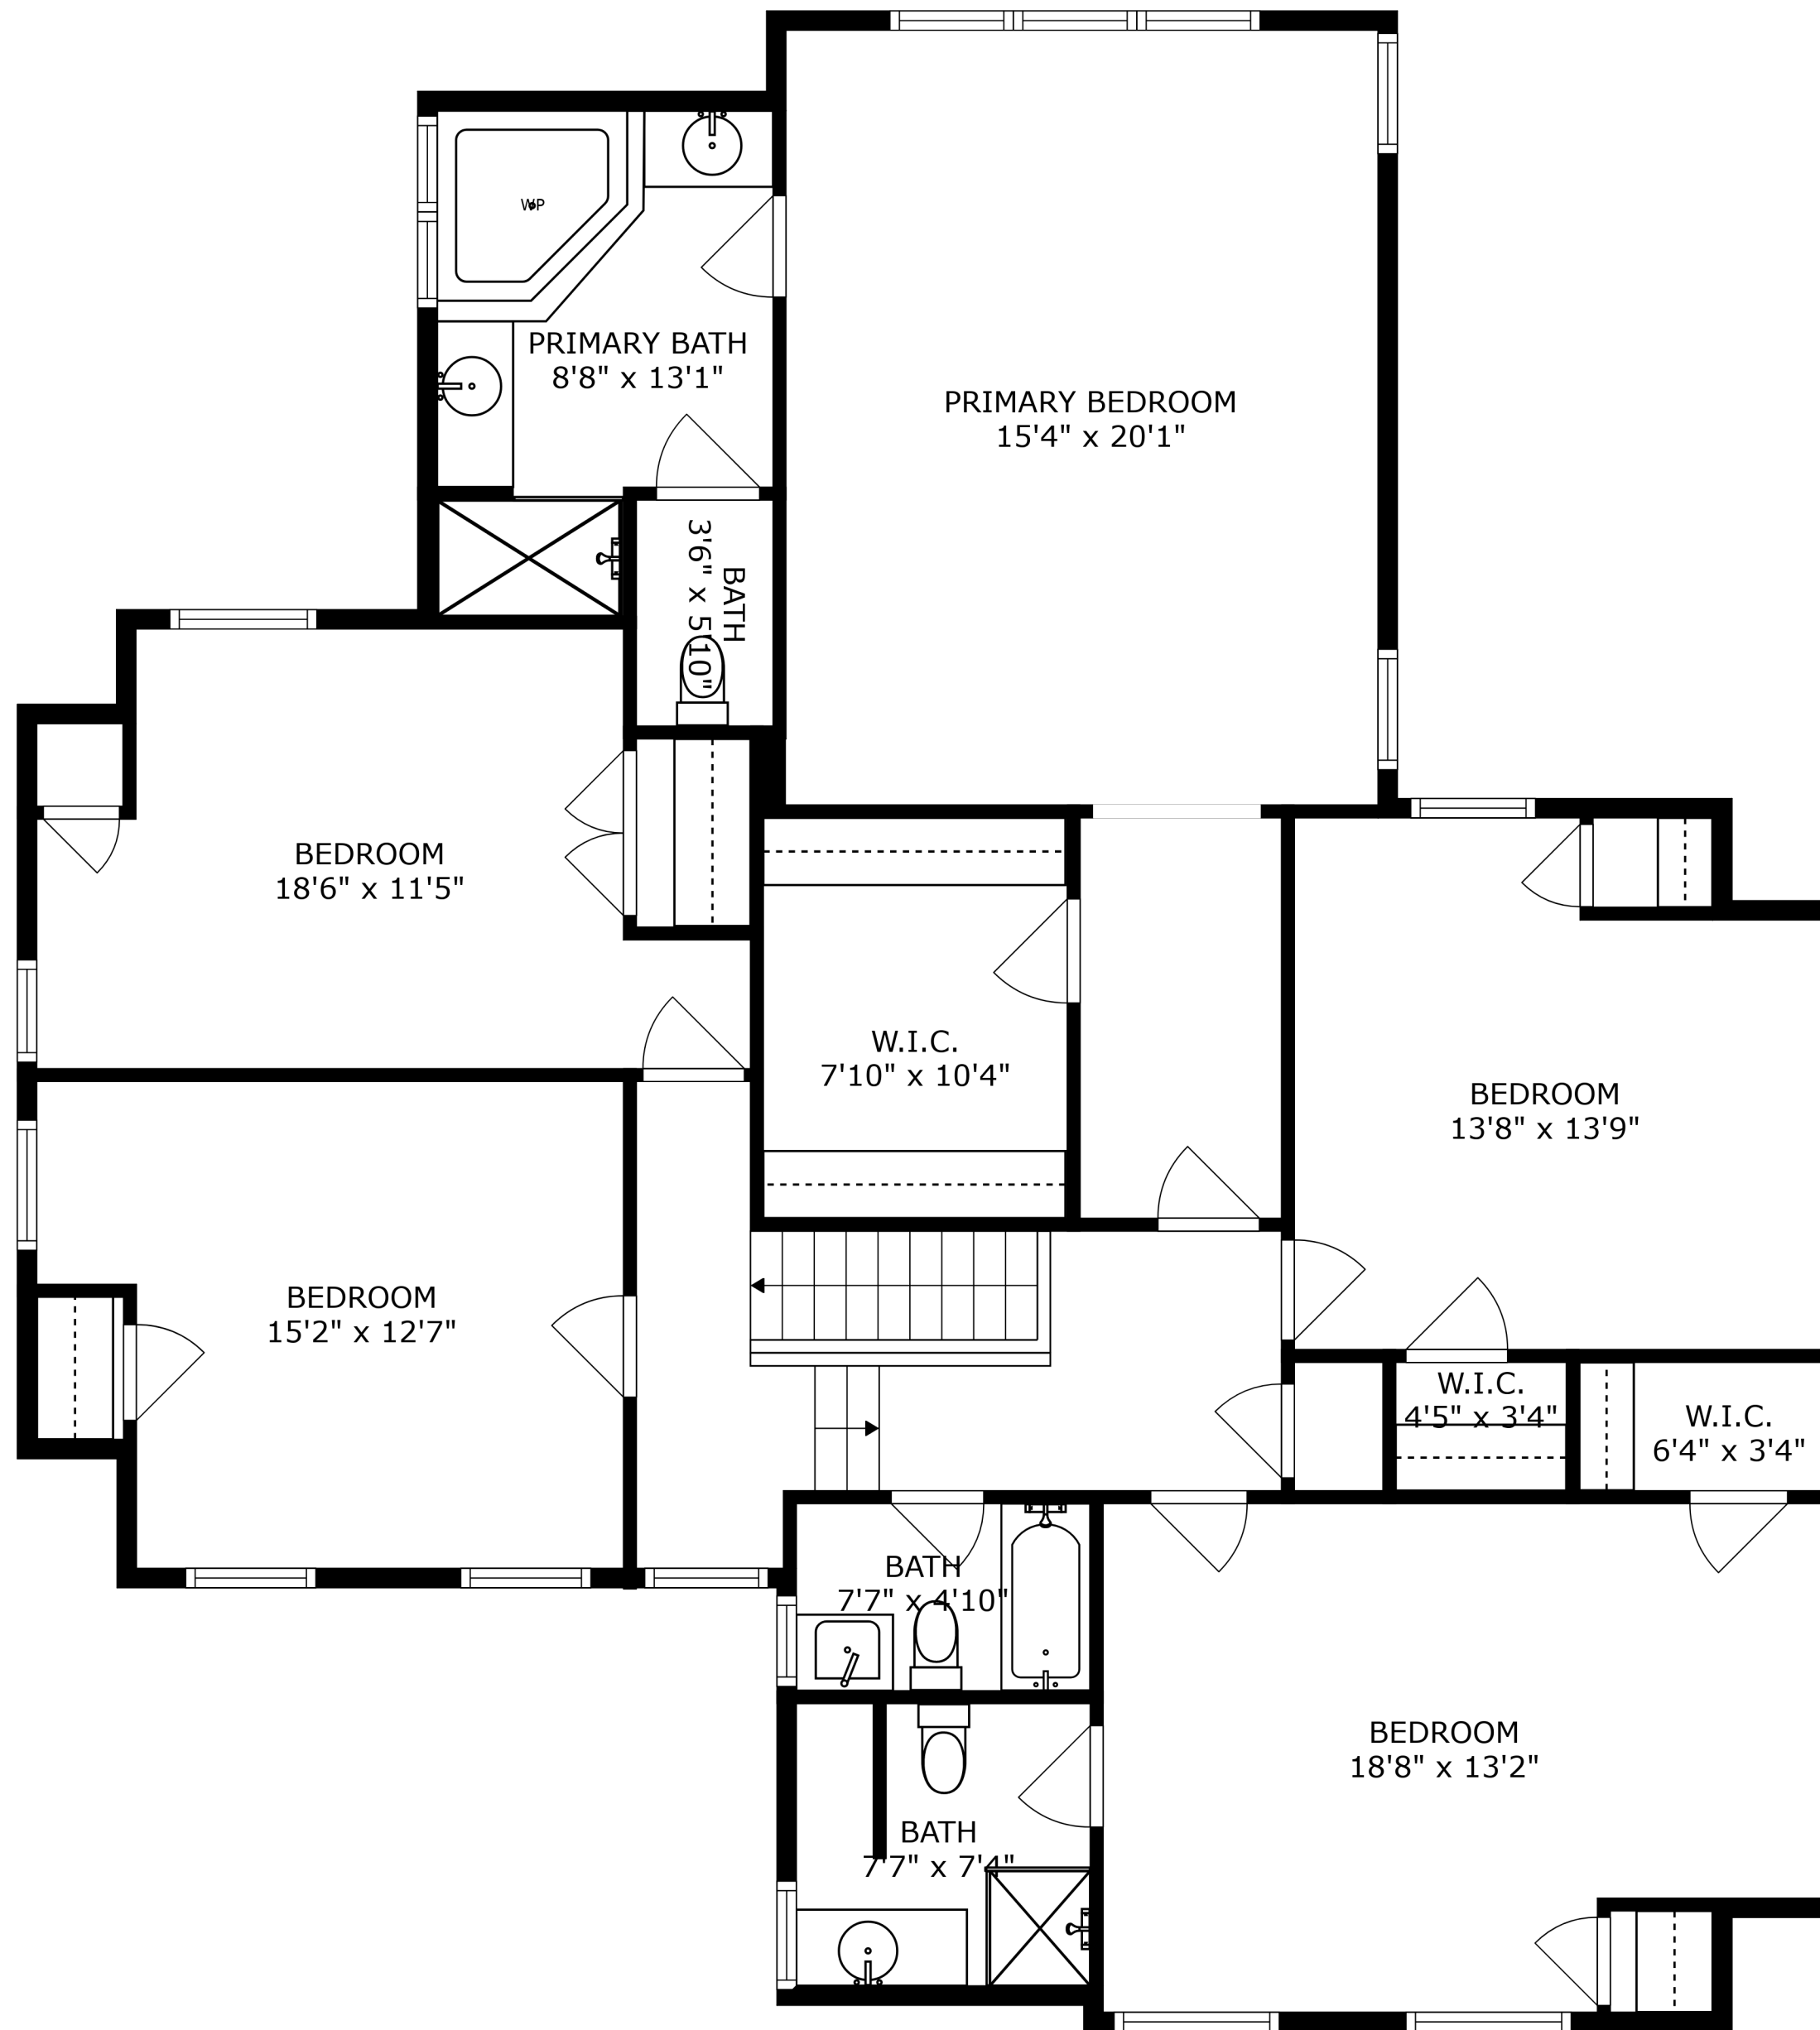 WP
PRIMARY BATH
8'8" x 13'1"
PRIMARY BEDROOM
15'4" x 20'1"
BATH
3'6" x 5'10"
BEDROOM
18'6" x 11'5"
W.I.C.
7'10" x 10'4"
BEDROOM
13'8" x 13'9"
BEDROOM
15'2" x 12'7"
W.I.C.
4'5" x 3'4"
W.I.C.
6'4" x 3'4"
BATH
7'7" x 4'10"
BEDROOM
18'8" x 13'2"
BATH
7'7" x 7'4"